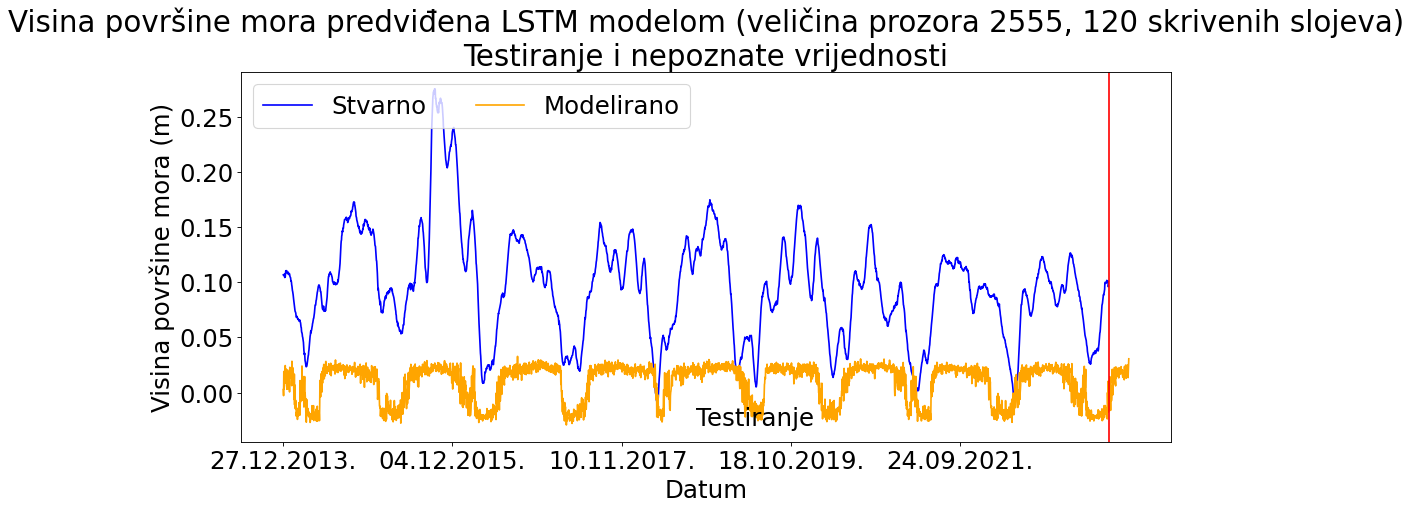 Visina površine mora predviđena LSTM modelom (veličina prozora 2555, 120 skrivenih slojeva)
Testiranje i nepoznate vrijednosti
Stvarno Modelirano
Visina površine mora (m)
0.25
0.20
0.15
0.10
0.05
0.00
Testiranje
27.12.2013. 04.12.2015. 10.11.2017. 18.10.2019. 24.09.2021.
Datum